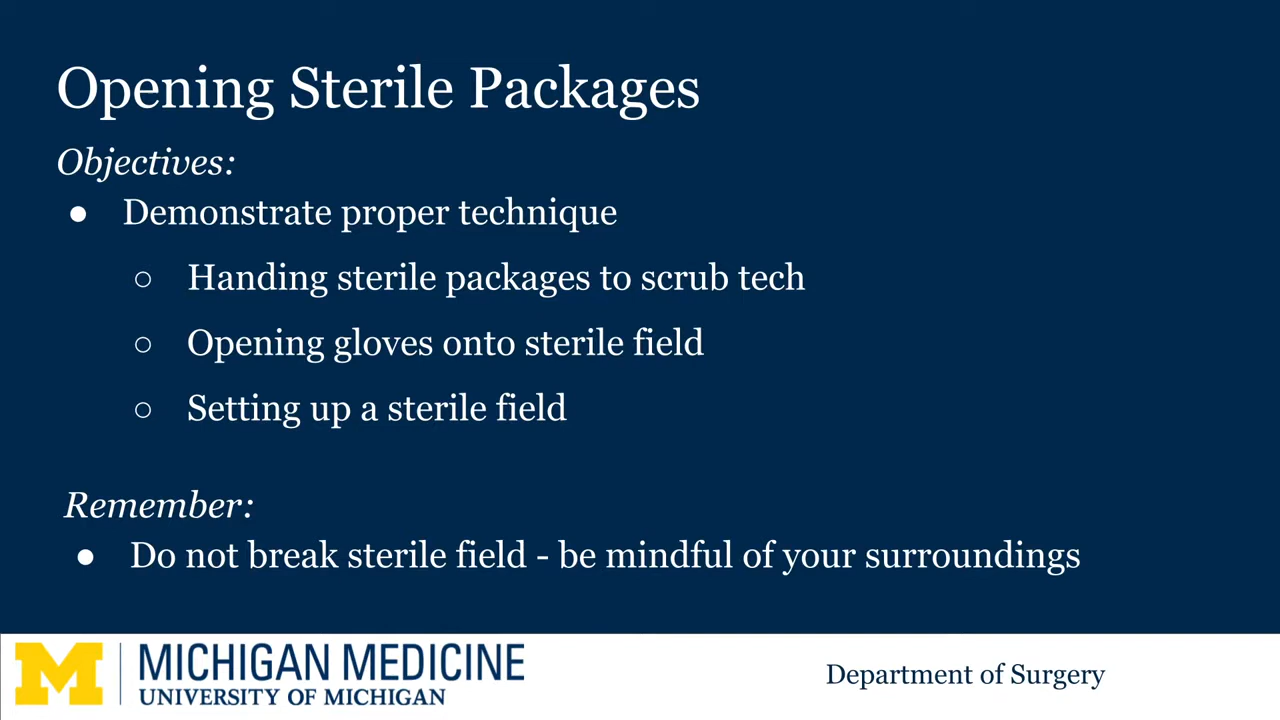 Opening Sterile Packages
Objectives:
● Demonstrate proper technique
○ Handing sterile packages to scrub tech
○ Opening gloves onto sterile field
○ Setting up a sterile field
Remember:
● Do not break sterile field - be mindful of your surroundings
M
MICHIGAN MEDICINE
UNIVERSITY OF MICHIGAN
Department of Surgery